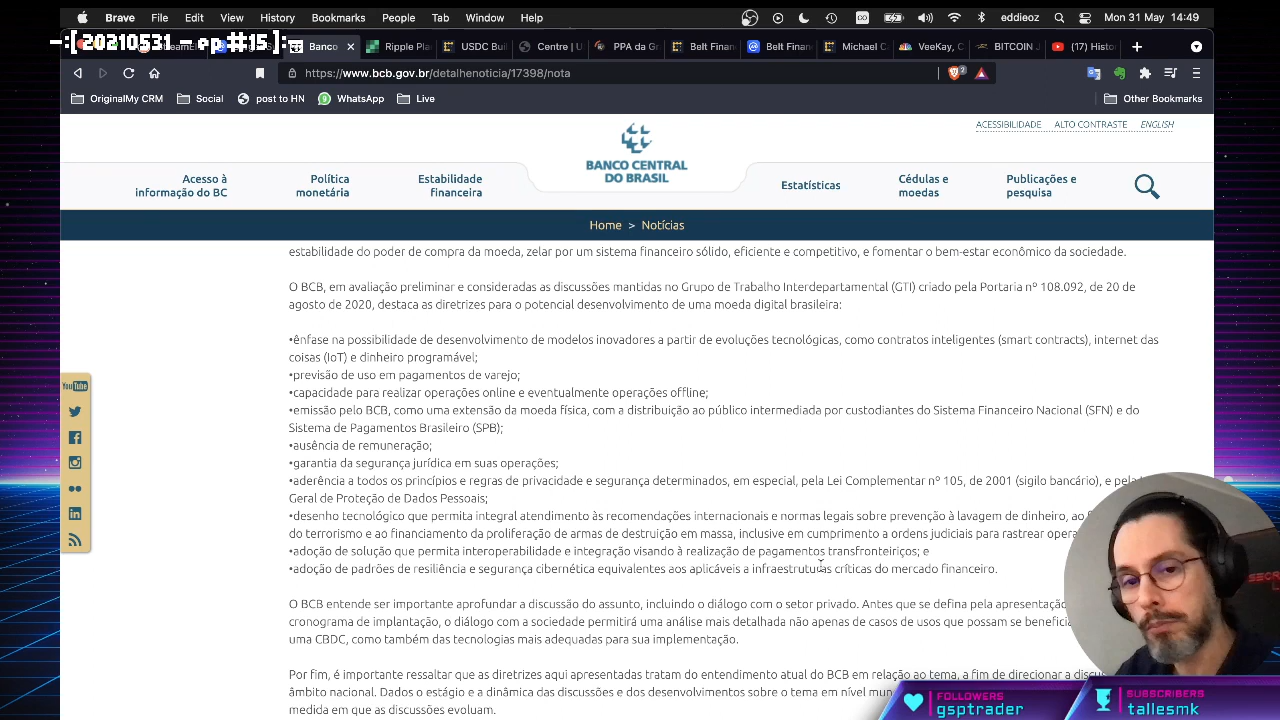 Brave File Edit View History Bookmarks People Tab Window Help eddieoz Mon 31 May 14:49
-:[20210531 - ep#15]:
Banco Ripple Pla USDC Buil Centre | U PPA da Gr Belt Finan Belt Finan Michael C VeeKay, C BITCOIN J (17) Histo
https://www.bcb.gov.br/detalhenoticia/17398/nota
OriginalMy CRM Social post to HN WhatsApp Live Other Bookmarks
ACESSIBILIDADE ALTO CONTRASTE ENGLISH
BANCO CENTRAL
DO BRASIL
Acesso à
informação do BC
Política
monetária
Estabilidade
financeira
Estatísticas
Cédulas e
moedas
Publicações e
pesquisa
Home > Notícias
estabilidade do poder de compra da moeda, zelar por um sistema financeiro sólido, eficiente e competitivo, e fomentar o bem-estar econômico da sociedade.
O BCB, em avaliação preliminar e considerando discussões mantidas no Grupo de Trabalho Interdepartamental (GTI) criado pela Portaria nº 108.092, de 20 de
agosto de 2020, destaca as diretrizes para o potencial desenvolvimento de uma moeda digital brasileira:
•ênfase na possibilidade de desenvolvimento de modelos inovadores a partir de evoluções tecnológicas, como contratos inteligentes (smart contracts), internet das
coisas (IoT) e dinheiro programável;
•previsão de uso em pagamentos de varejo;
•capacidade para realizar operações online e eventualmente operações offline;
•emissão pelo BCB, como uma extensão da moeda física, com a distribuição ao público intermediada por custodiantes do Sistema Financeiro Nacional (SFN) e do
Sistema de Pagamentos Brasileiro (SPB);
•ausência de remuneração;
•garantia da segurança jurídica em suas operações;
•aderência a todos os princípios e regras de privacidade e segurança determinados, em especial, pela Lei Complementar nº 105, de 2001 (sigilo bancário), e pela
Geral de Proteção de Dados Pessoais;
•desenho tecnológico que permita integral atendimento às recomendações internacionais e normas legais sobre prevenção à lavagem de dinheiro, ao
do terrorismo e ao financiamento da proliferação de armas de destruição em massa, inclusive em cumprimento a ordens judiciais para rastrear
•adoção de solução que permita interoperabilidade e integração visando à realização de pagamentos transfronteiriços; e
•adoção de padrões de resiliência e segurança cibernética equivalentes aos aplicáveis a infraestruturas críticas do mercado financeiro.
O BCB entende ser importante aprofundar a discussão do assunto, incluindo o diálogo com o setor privado. Antes que se defina pela apresentação
cronograma de implantação, o diálogo com a sociedade permitirá uma análise mais detalhada não apenas de casos de usos que possam se
uma CBDC, como também das tecnologias mais adequadas para sua implementação.
Por fim, é importante ressaltar que as diretrizes aqui apresentadas tratam do entendimento atual do BCB em relação ao tema, a fim de direcionar a
âmbito nacional. Dados o estágio e a dinâmica das discussões e dos desenvolvimentos sobre o tema em nível
medida em que as discussões
YouTube
FOLLOWERS
gsptrader
SUBSCRIBERS
tallesmk